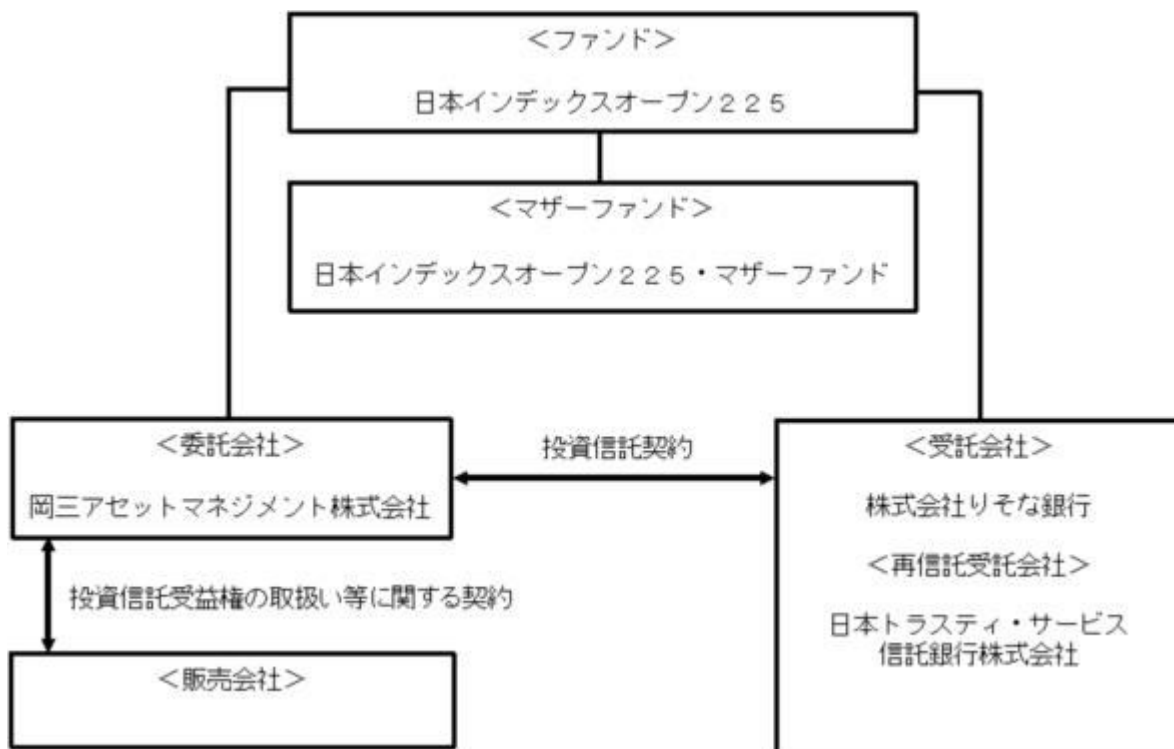 ＜ファンド＞
日本インデックスオープン２２５
＜マザーファンド＞
日本インデックスオープン２２５・マザーファンド
＜委託会社＞
岡三アセットマネジメント株式会社
投資信託契約
＜受託会社＞
株式会社りそな銀行
＜再信託受託会社＞
日本トラスティ・サービス
信託銀行株式会社
投資信託受益権の取扱い等に関する契約
＜販売会社＞